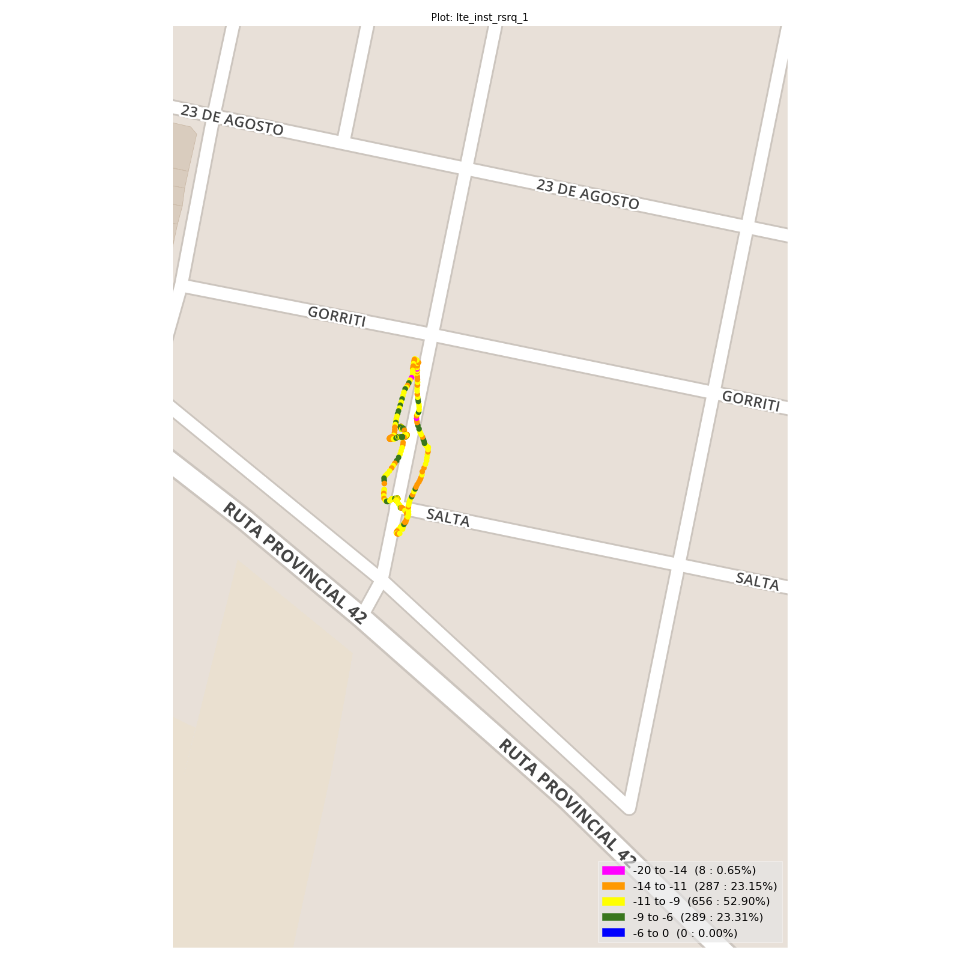 Plot: lte_inst_rsrq_1
23 DE AGOSTO
23 DE AGOSTO
GORRITI
GORRITI
SALTA
SALTA
RUTA PROVINCIAL 42
RUTA PROVINCIAL 42
-20 to -14  (8 : 0.65%)
-14 to -11  (287 : 23.15%)
-11 to -9  (656 : 52.90%)
-9 to -6  (289 : 23.31%)
-6 to 0  (0 : 0.00%)